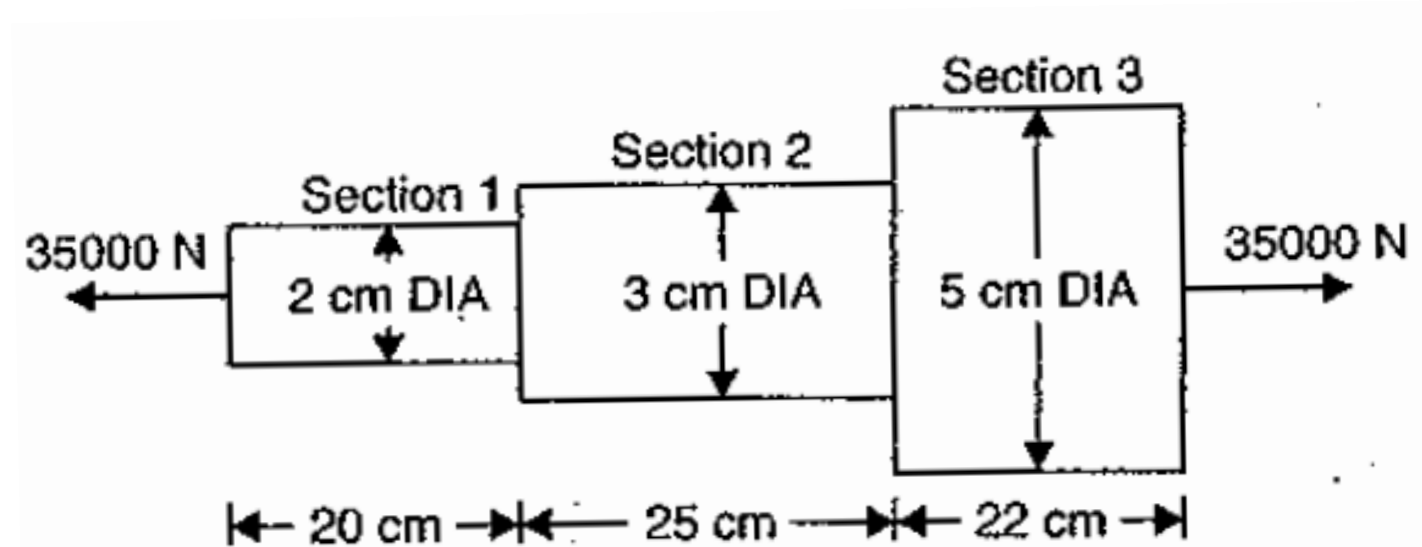 Section 3
Section 2
Section 1
35000 N
35000 N
2 cm DIA
3 cm DIA
5 cm DIA
20 cm
25 cm
22 cm